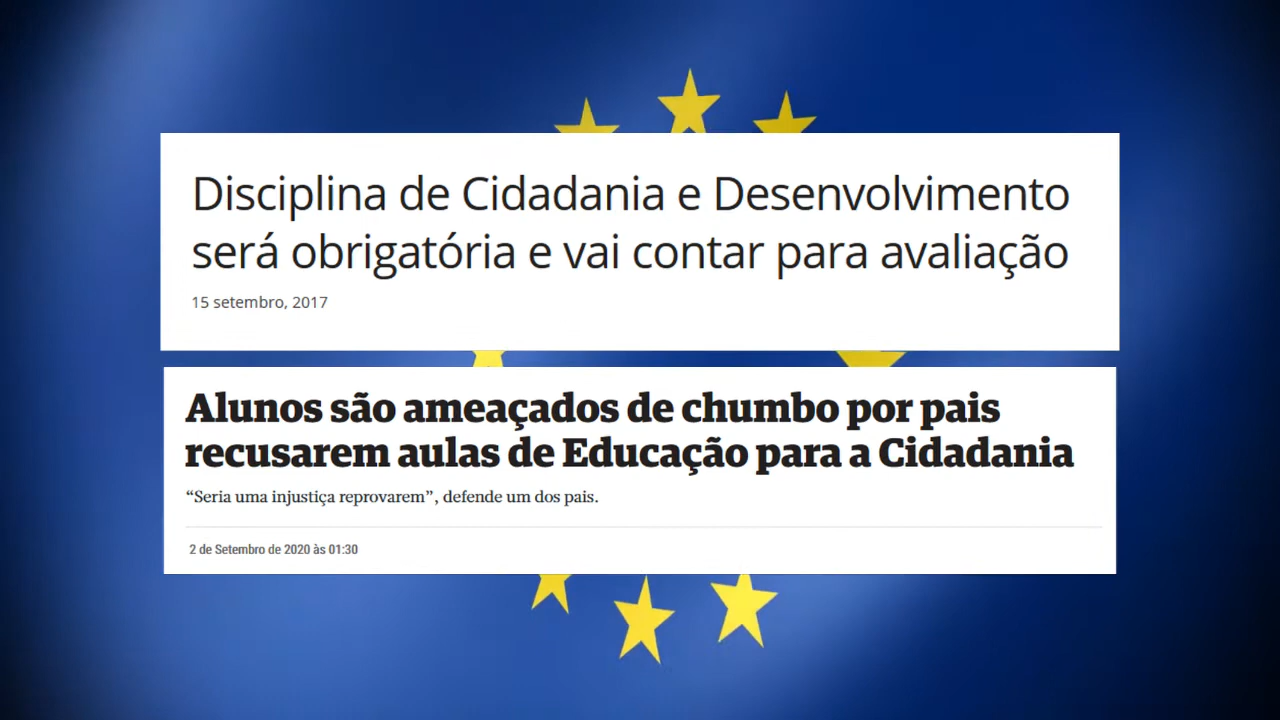 Disciplina de Cidadania e Desenvolvimento
será obrigatória e vai contar para avaliação
15 setembro, 2017
Alunos são ameaçados de chumbo por pais
recusarem aulas de Educação para a Cidadania
“Seria uma injustiça reprovarem”, defende um dos pais.
2 de Setembro de 2020 às 01:30